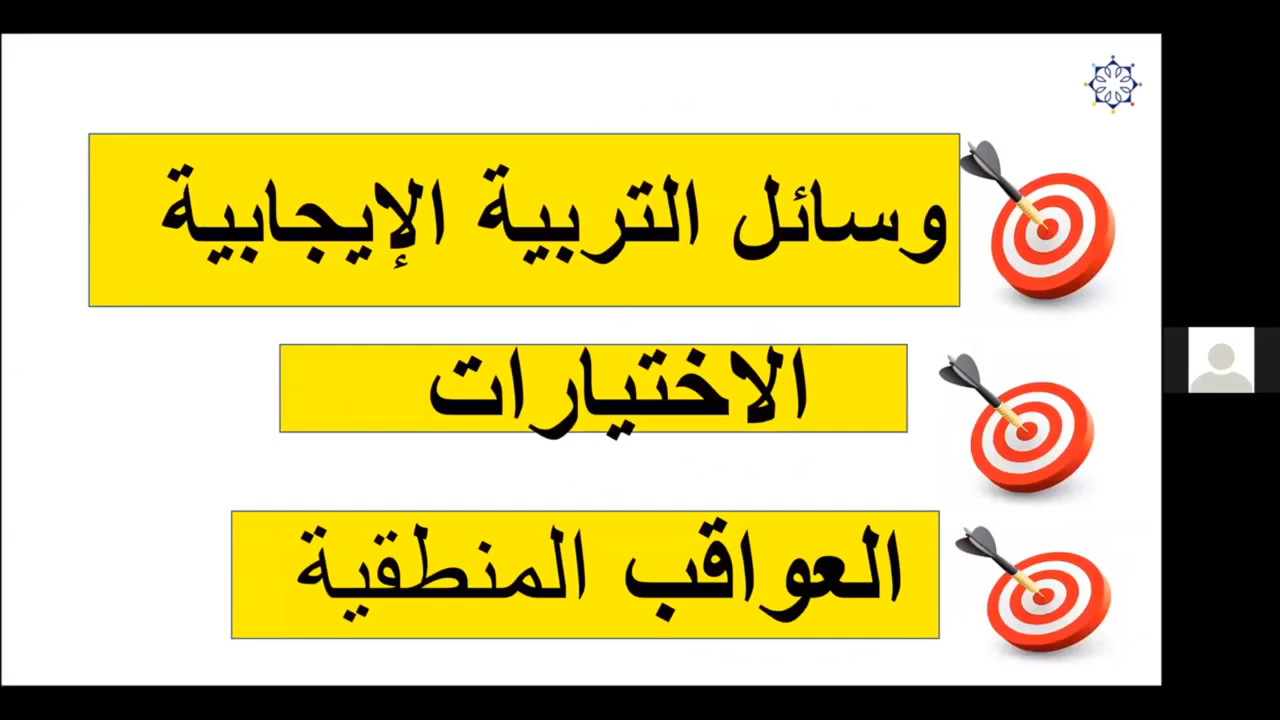 وسائل التربية الإيجابية
الاختيارات
العواقب المنطقية